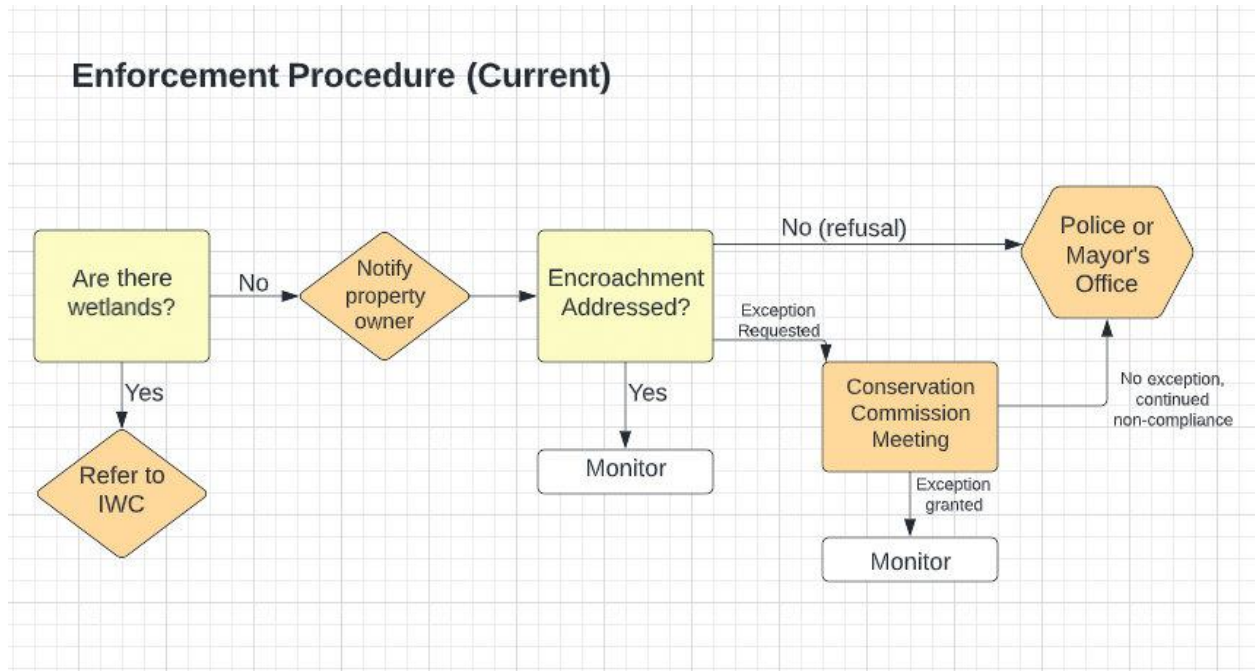 Enforcement Procedure (Current)
Are there
wetlands?
No
Notify
property
owner
Encroachment
Addressed?
No (refusal)
Police or
Mayor's
Office
Exception
Requested
Yes
Refer to
IWC
Yes
Monitor
Conservation
Commission
Meeting
No exception,
continued
non-compliance
Exception
granted
Monitor